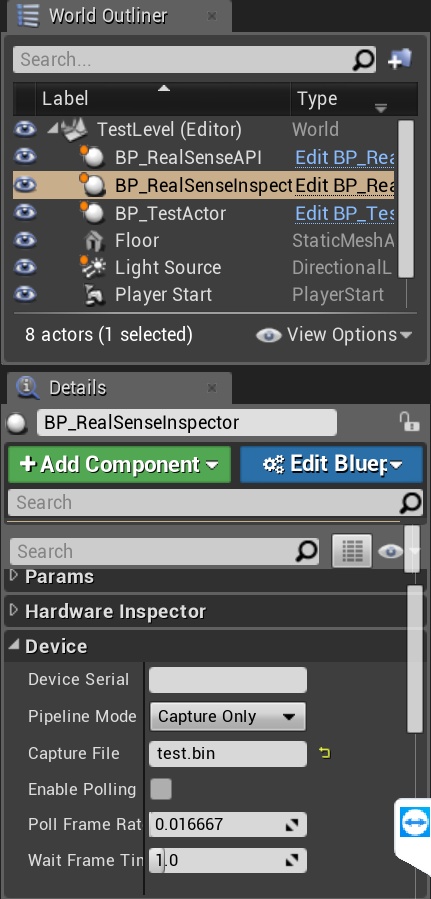 World Outliner
Search...
Label Type
TestLevel (Editor) World
BP_RealSenseAPI Edit BP_Rea
BP_RealSenseInspect Edit BP_Rea
BP_TestActor Edit BP_Tes
Floor StaticMeshA
Light Source DirectionalL
Player Start PlayerStart
8 actors (1 selected) View Options
Details
BP_RealSenseInspector
+Add Component Edit Bluep
Search
Search
Params
Hardware Inspector
Device
Device Serial
Pipeline Mode Capture Only
Capture File test.bin
Enable Polling
Poll Frame Rat 0.016667
Wait Frame Tin 1.0